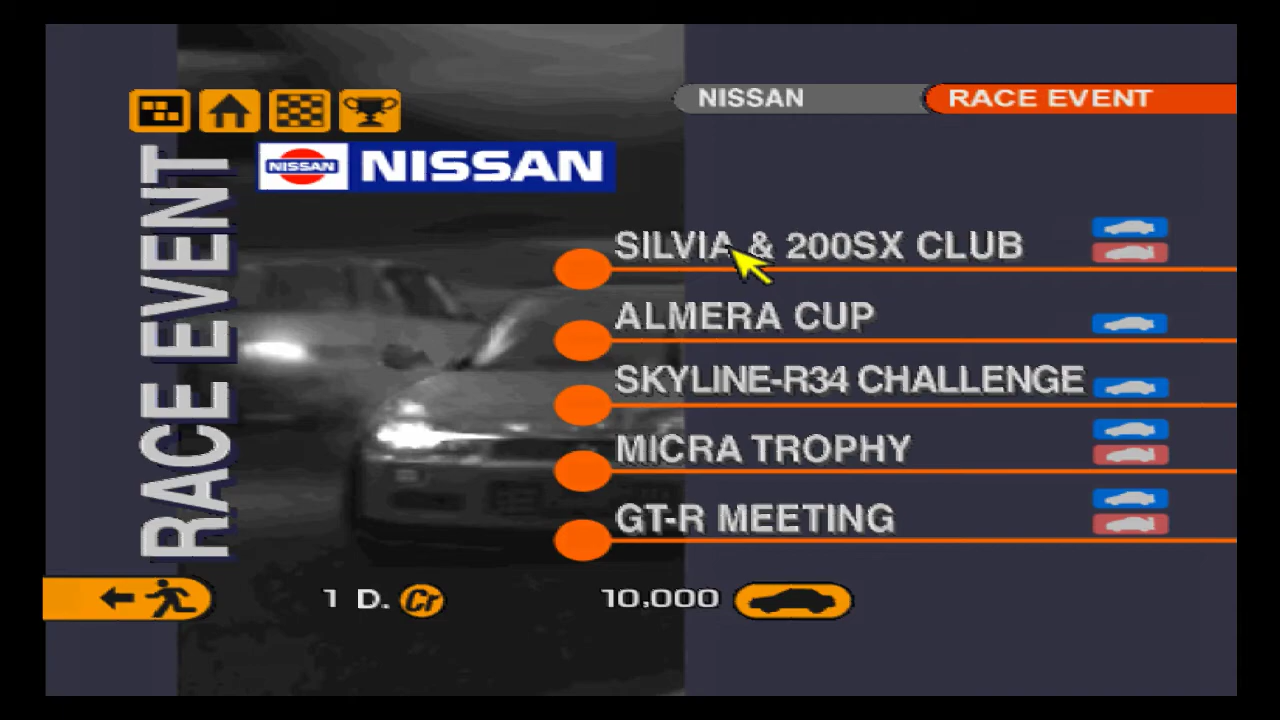 NISSAN
RACE EVENT
RACE EVENT
NISSAN NISSAN
SILVIA & 200SX CLUB
ALMERA CUP
SKYLINE-R34 CHALLENGE
MICRA TROPHY
GT-R MEETING
1 D. Cr
10,000